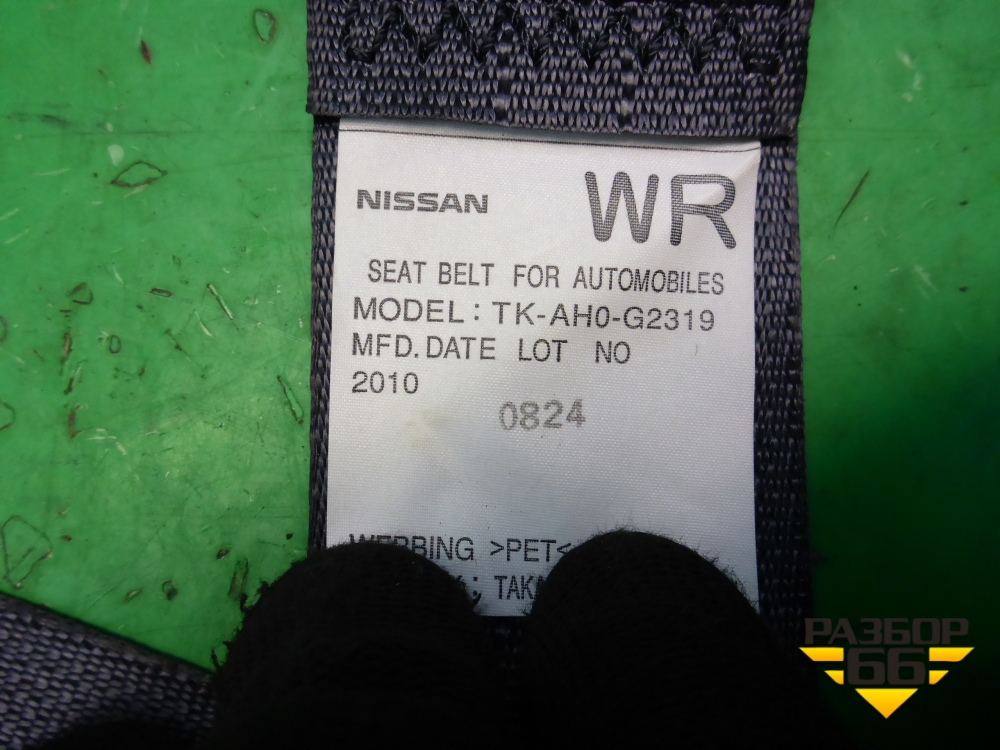 NISSAN WR
SEAT BELT FOR AUTOMOBILES
MODEL: TK-AH0-G2319
MFD.DATE LOT NO
2010
0824
WEBBING >PET<
РАЗБОР
66